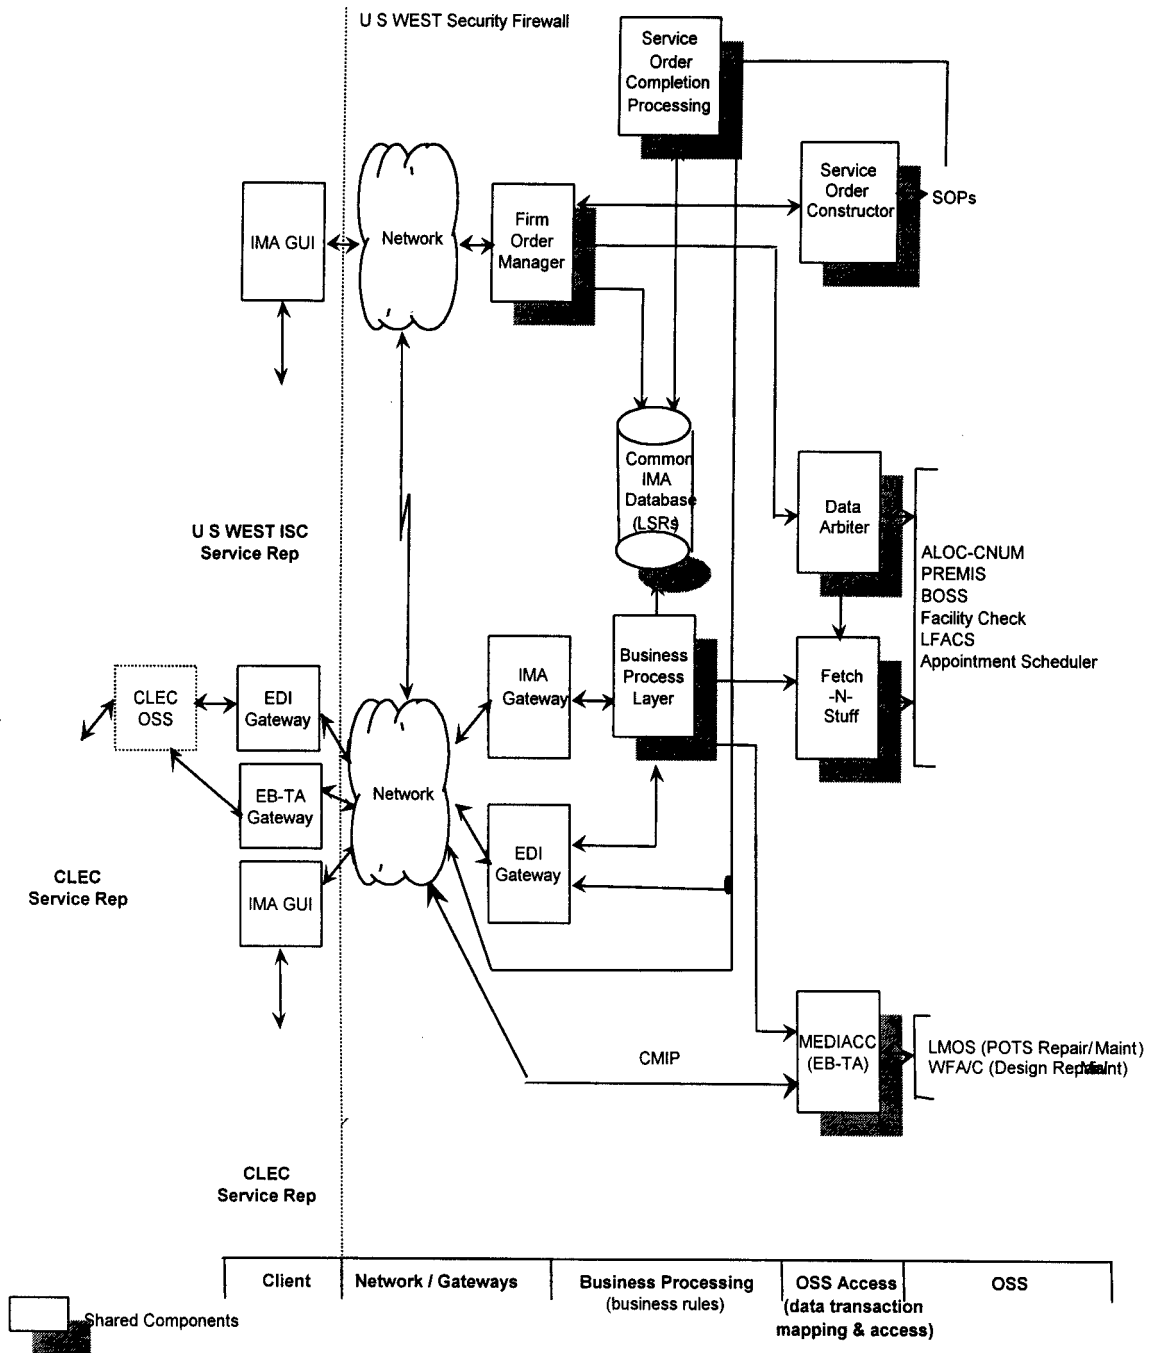 U S WEST Security Firewall
Service
Order
Completion
Processing
Service
Order
Constructor
SOPs
IMA GUI
Network
Firm
Order
Manager
Common
IMA
Database
(LSRs)
Data
Arbiter
U S WEST ISC
Service Rep
ALOC-CNUM
PREMIS
BOSS
Facility Check
LFACS
Appointment Scheduler
CLEC
OSS
EDI
Gateway
IMA
Gateway
Business
Process
Layer
Fetch
-N-
Stuff
EB-TA
Gateway
Network
EDI
Gateway
CLEC
Service Rep
IMA GUI
CMIP
MEDIACC
(EB-TA)
LMOS (POTS Repair/Maint)
WFA/C (Design Repair/Maint)
CLEC
Service Rep
Client
Network / Gateways
Business Processing
(business rules)
OSS Access
(data transaction
mapping & access)
OSS
Shared Components